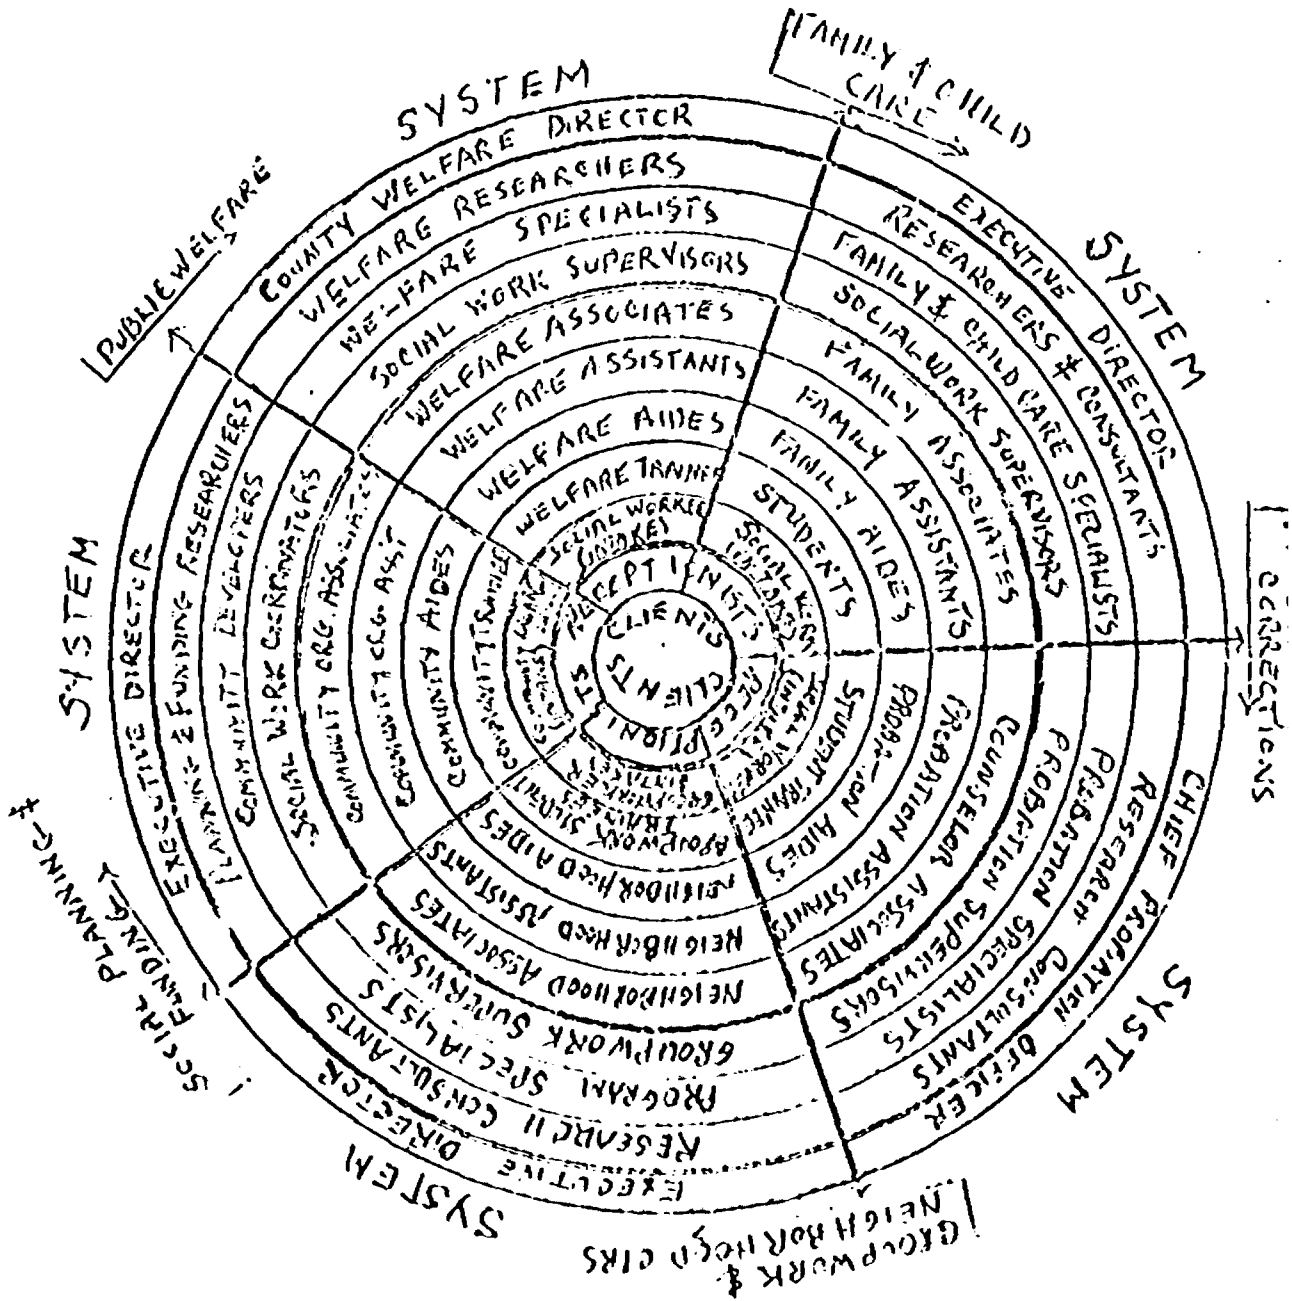 FAMILY & CHILD
CARE
SYSTEM
EXECUTIVE DIRECTOR
RESEARCHERS & CONSULTANTS
FAMILY & CHILD CARE SPECIALISTS
SOCIAL WORK SUPERVISORS
FAMILY ASSOCIATES
FAMILY ASSISTANTS
FAMILY AIDES
STUDENTS
CORRECTIONS
SYSTEM
CHIEF PROBATION OFFICER
RESEARCH CONSULTANTS
PROBATION SPECIALISTS
PROBATION SUPERVISORS
COUNSELOR ASSOCIATES
PROBATION ASSISTANTS
PROBATION AIDES
STUDENT TRAINEE
GROUPWORK &
NEIGHBORHOOD CTRS
SYSTEM
EXECUTIVE DIRECTOR
RESEARCH CONSULTANTS
PROGRAM SPECIALISTS
GROUPWORK SUPERVISORS
NEIGHBORHOOD ASSOCIATES
NEIGHBORHOOD ASSISTANTS
NEIGHBORHOOD AIDES
GROUPWORK STUDENT
TRAINEES
SOCIAL PLANNING &
FUNDING
SYSTEM
EXECUTIVE DIRECTOR
PLANNING & FUNDING RESEARCHERS
SOCIAL WORK COORDINATORS
COMMUNITY ORG. ASSOCIATES
COMMUNITY ORG. ASST
COMMUNITY AIDES
PUBLIC WELFARE
SYSTEM
COUNTY WELFARE DIRECTOR
WELFARE RESEARCHERS
WELFARE SPECIALISTS
SOCIAL WORK SUPERVISORS
WELFARE ASSOCIATES
WELFARE ASSISTANTS
WELFARE AIDES
WELFARE TRAINEE
SOCIAL WORKER
(INTAKE)
RECEPTIONISTS
CLIENTS
CLIENTS